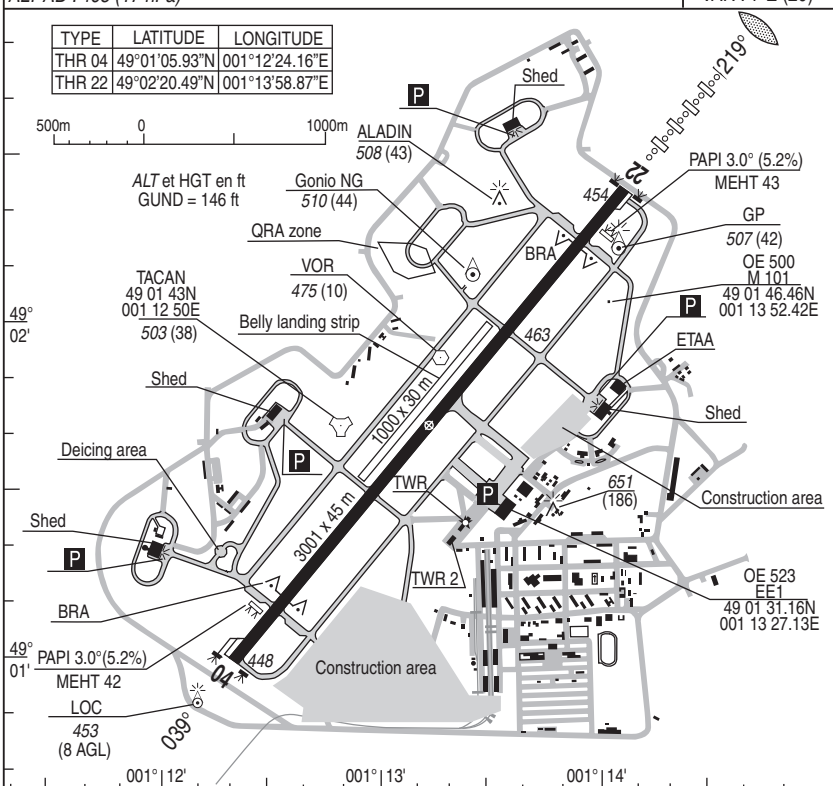 TYPE LATITUDE LONGITUDE
THR 04 49°01'05.93"N 001°12'24.16"E
THR 22 49°02'20.49"N 001°13'58.87"E
500m 0 1000m
ALT et HGT en ft
GUND = 146 ft
P
Shed
219°
ALADIN
508 (43)
22
PAPI 3.0° (5.2%)
MEHT 43
454
Gonio NG
510 (44)
GP
507 (42)
QRA zone
BRA
OE 500
M 101
49 01 46.46N
001 13 52.42E
VOR
475 (10)
TACAN
49 01 43N
001 12 50E
503 (38)
P
49°
02'
Belly landing strip
463
ETAA
Shed
1000 x 30 m
Shed
Deicing area
P
TWR
P
651
(186)
Construction area
Shed
3001 x 45 m
P
TWR 2
OE 523
EE1
49 01 31.16N
001 13 27.13E
BRA
49°
01'
PAPI 3.0°(5.2%)
MEHT 42
448
04
Construction area
LOC
453
(8 AGL)
039°
001° 12' 001° 13' 001° 14'